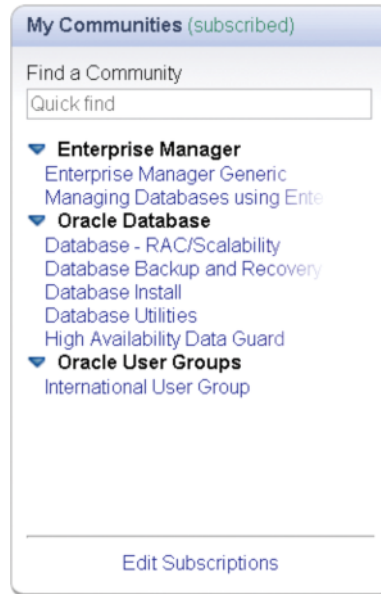 My Communities (subscribed)
Find a Community
Quick find
Enterprise Manager
Enterprise Manager Generic
Managing Databases using Ente
Oracle Database
Database - RAC/Scalability
Database Backup and Recovery
Database Install
Database Utilities
High Availability Data Guard
Oracle User Groups
International User Group
Edit Subscriptions